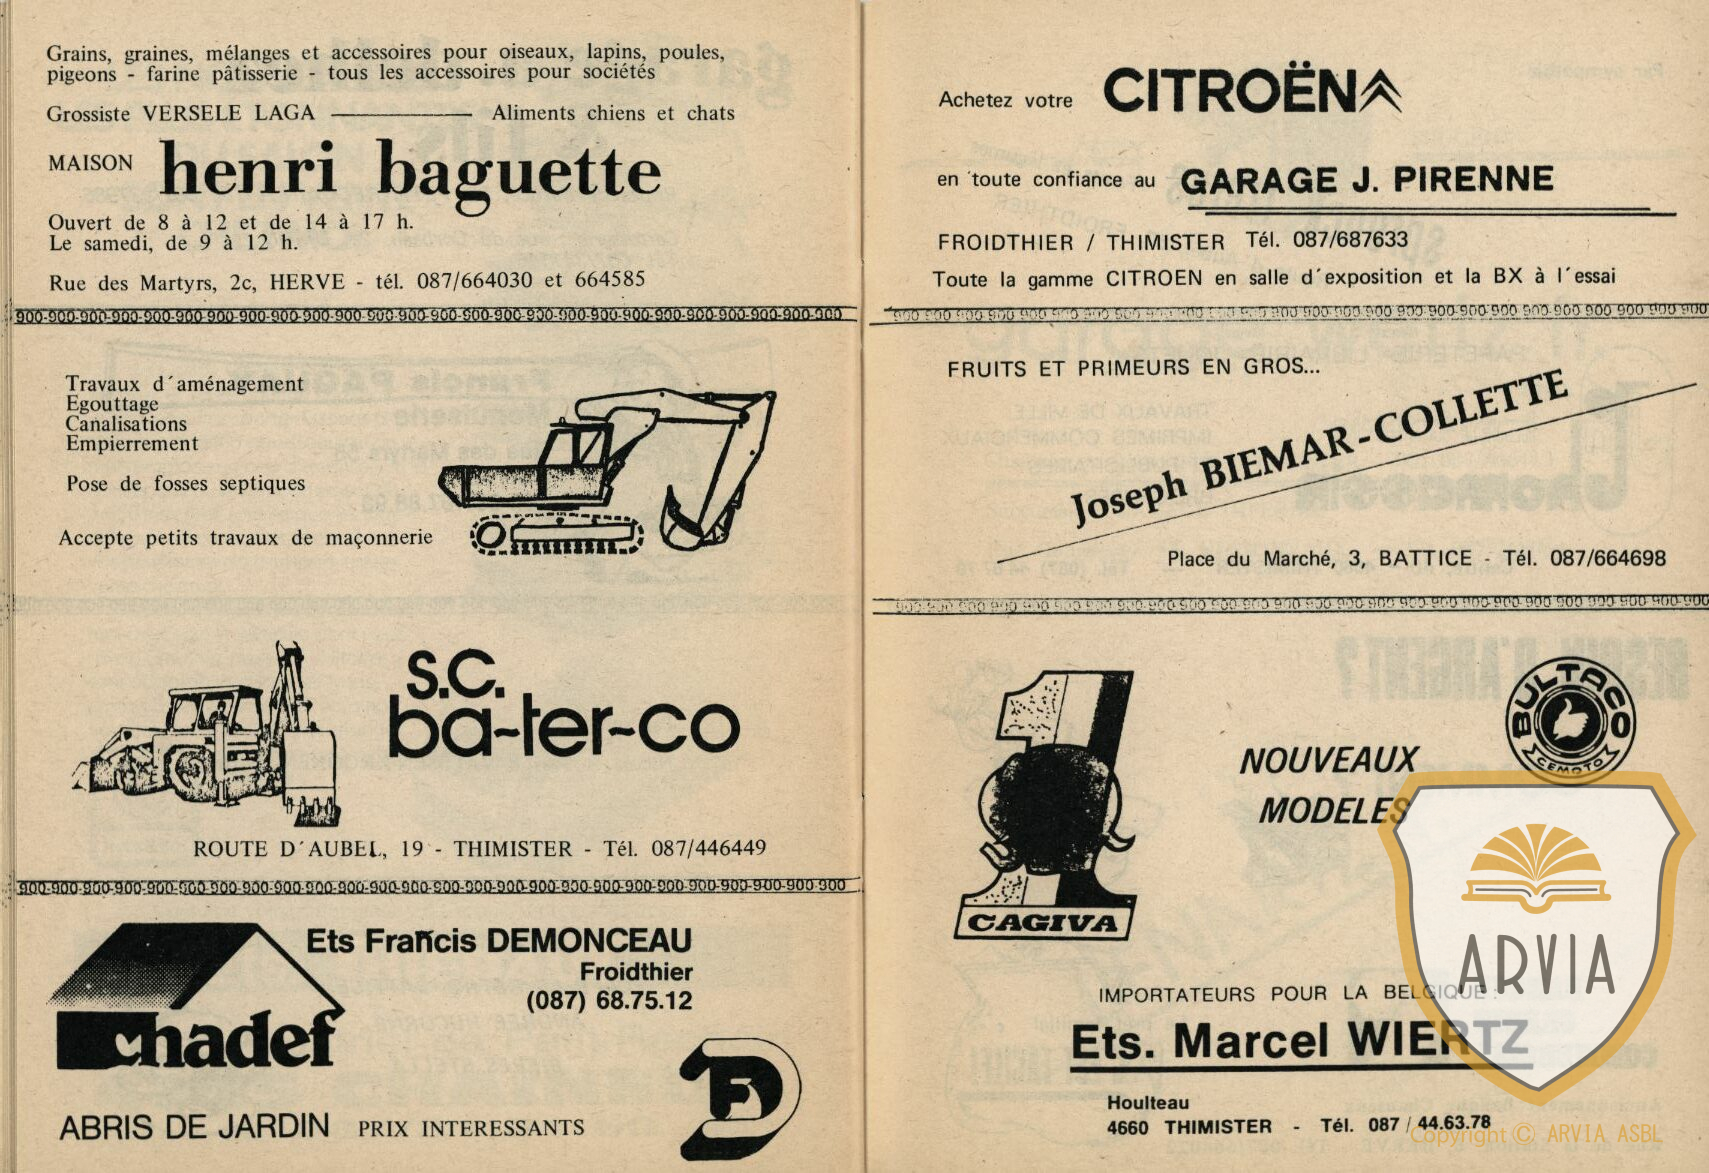 Grains, graines, mélanges et accessoires pour oiseaux, lapins, poules,
pigeons - farine pâtisserie - tous les accessoires pour sociétés
Grossiste VERSELE LAGA ——— Aliments chiens et chats
MAISON henri baguette
Ouvert de 8 à 12 et de 14 à 17 h.
Le samedi, de 9 à 12 h.
Rue des Martyrs, 2c, HERVE - tél. 087/664030 et 664585
Travaux d´aménagement
Egouttage
Canalisations
Empierrement
Pose de fosses septiques
Accepte petits travaux de maçonnerie
s.c.
ba-ter-co
ROUTE D´AUBEL, 19 - THIMISTER - Tél. 087/446449
Ets Francis DEMONCEAU
Froidthier
(087) 68.75.12
chadef
ABRIS DE JARDIN PRIX INTERESSANTS
Achetez votre CITROËN
en toute confiance au GARAGE J. PIRENNE
FROIDTHIER / THIMISTER Tél. 087/687633
Toute la gamme CITROEN en salle d´exposition et la BX à l´essai
FRUITS ET PRIMEURS EN GROS...
Joseph BIEMAR-COLLETTE
Place du Marché, 3, BATTICE - Tél. 087/664698
BULTACO
CEMOTO
NOUVEAUX
MODELES
1
CAGIVA
ARVIA
IMPORTATEURS POUR LA BELGIQUE :
Ets. Marcel WIERTZ
Houlteau
4660 THIMISTER - Tél. 087 / 44.63.78
Copyright © ARVIA ASBL